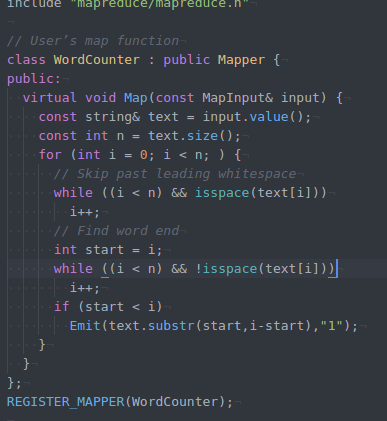 include "mapreduce/mapreduce.h"
// User's map function
class WordCounter : public Mapper {
public:
virtual void Map(const MapInput& input) {
const string& text = input.value();
const int n = text.size();
for (int i = 0; i < n; ) {
// Skip past leading whitespace
while ((i < n) && isspace(text[i]))
i++;
// Find word end
int start = i;
while ((i < n) && !isspace(text[i]))
i++;
if (start < i)
Emit(text.substr(start,i-start),"1");
}
}
};
REGISTER_MAPPER(WordCounter);